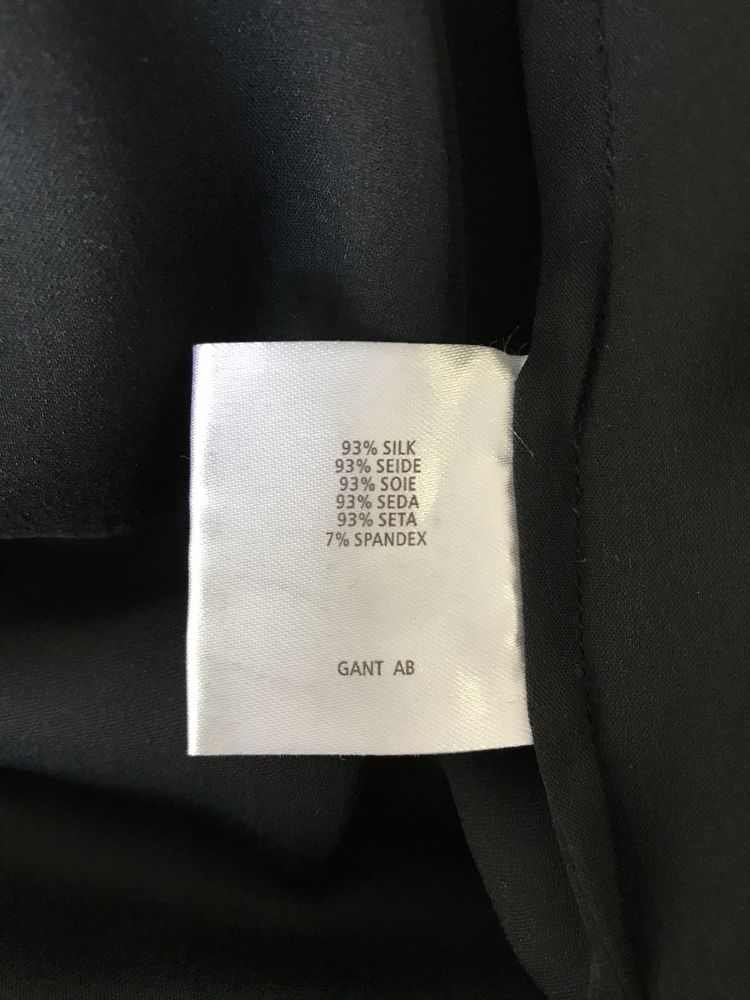 93% SILK
93% SEIDE
93% SOIE
93% SEDA
93% SETA
7% SPANDEX
GANT AB